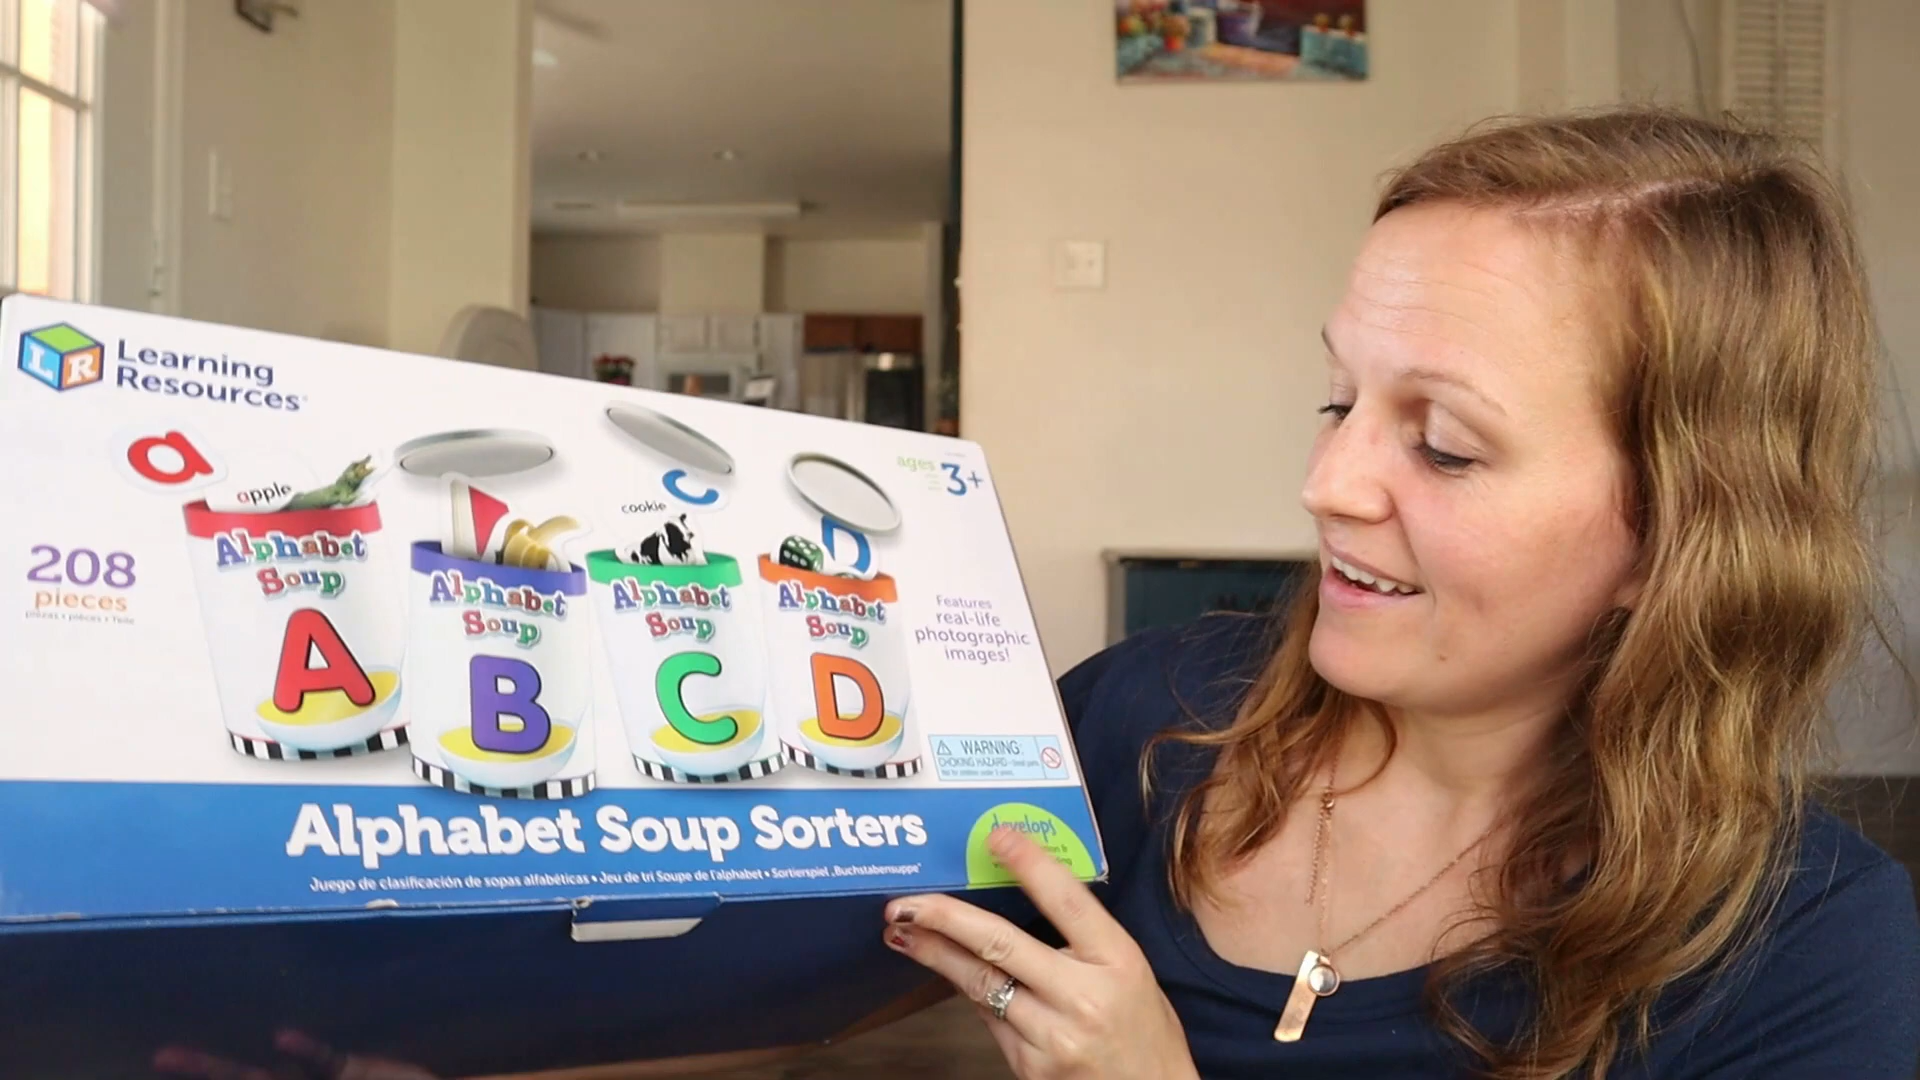 LR
Learning
Resources
208
pieces
a
apple
cookie
c
D
ages
3+
Alphabet
Soup
A
Alphabet
Soup
B
Alphabet
Soup
C
Alphabet
Soup
D
Features
real-life
photographic
images!
WARNING:
CHOKING HAZARD
Alphabet Soup Sorters
develops
Juego de clasificación de sopas alfabéticas • Jeu de tri Soupe de l'alphabet • Sortierspiel „Buchstabensuppe"